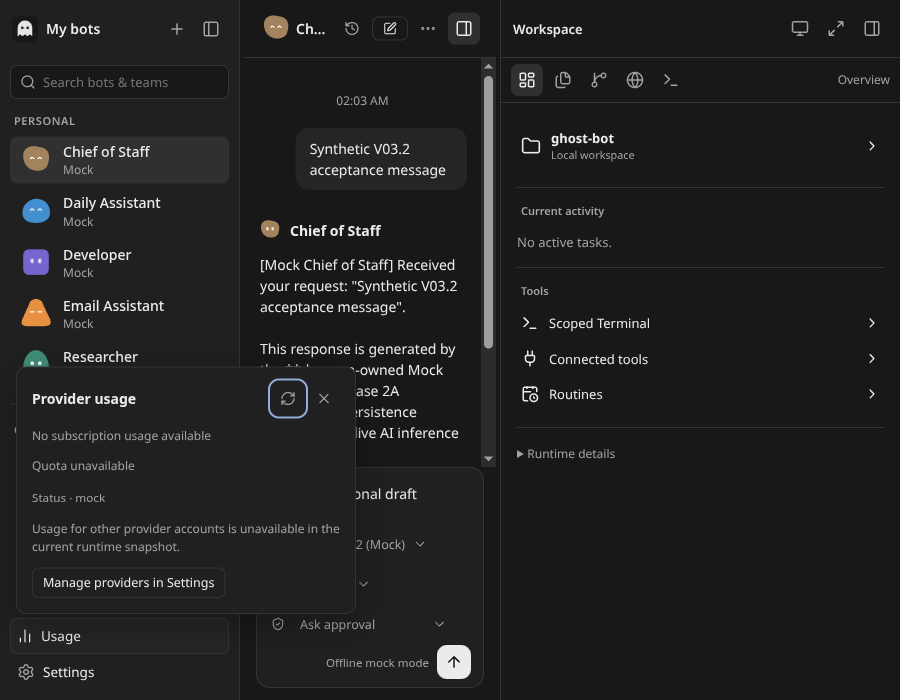 My bots
Search bots & teams
PERSONAL
Chief of Staff
Mock
Daily Assistant
Mock
Developer
Mock
Email Assistant
Mock
Researcher
Provider usage
No subscription usage available
Quota unavailable
Status · mock
Usage for other provider accounts is unavailable in the
current runtime snapshot.
Manage providers in Settings
Usage
Settings
Ch...
02:03 AM
Synthetic V03.2
acceptance message
Chief of Staff
[Mock Chief of Staff] Received
your request: "Synthetic V03.2
acceptance message".
This response is generated by
-owned Mock
ase 2A
ersistence
live AI inference
onal draft
2 (Mock)
Ask approval
Offline mock mode
Workspace
Overview
ghost-bot
Local workspace
Current activity
No active tasks.
Tools
Scoped Terminal
Connected tools
Routines
Runtime details